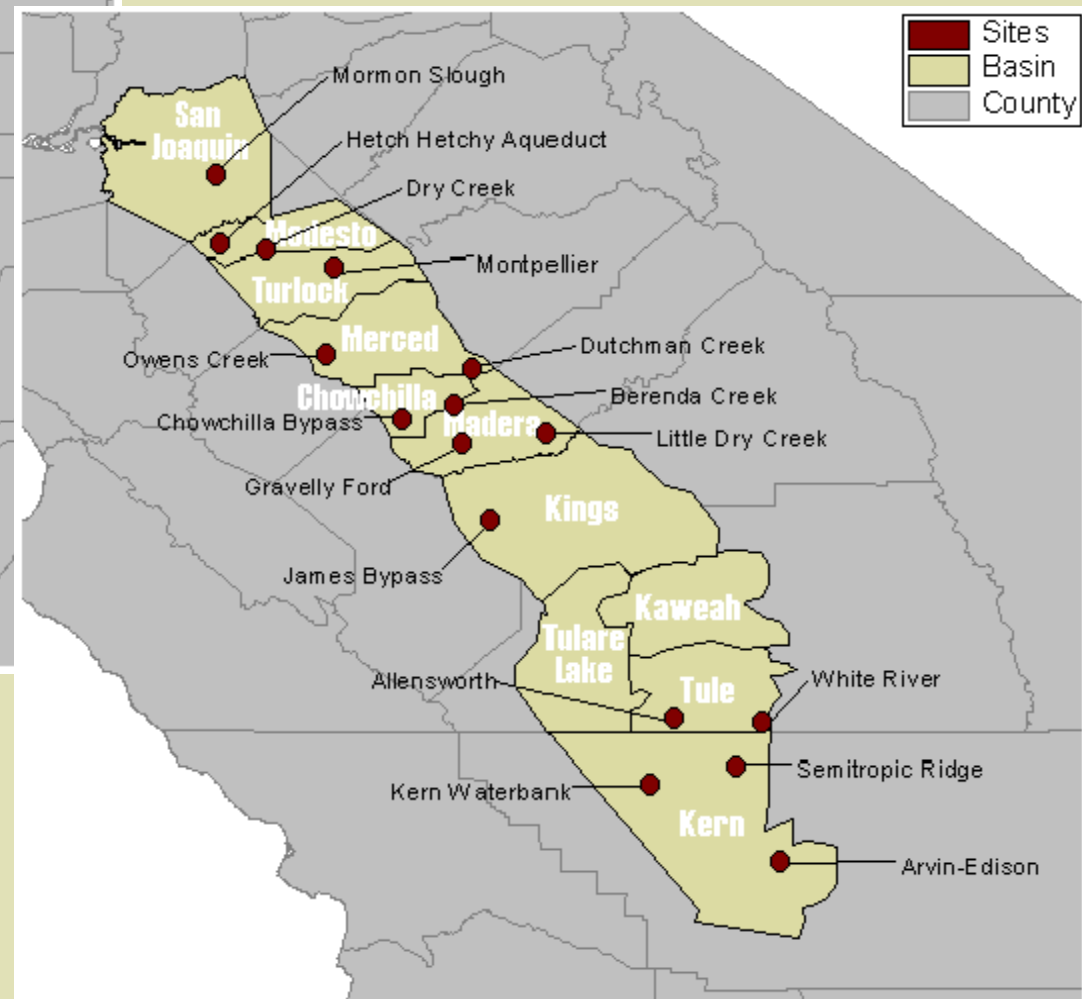 Sites
Basin
County
Mormon Slough
San
Joaquin
Hetch Hetchy Aqueduct
Dry Creek
Modesto
Montpellier
Turlock
Merced
Owens Creek
Dutchman Creek
Chowchilla
Berenda Creek
Chowchilla Bypass
Madera
Little Dry Creek
Gravelly Ford
Kings
James Bypass
Kaweah
Tulare
Lake
Allensworth
Tule
White River
Semitropic Ridge
Kern Waterbank
Kern
Arvin-Edison